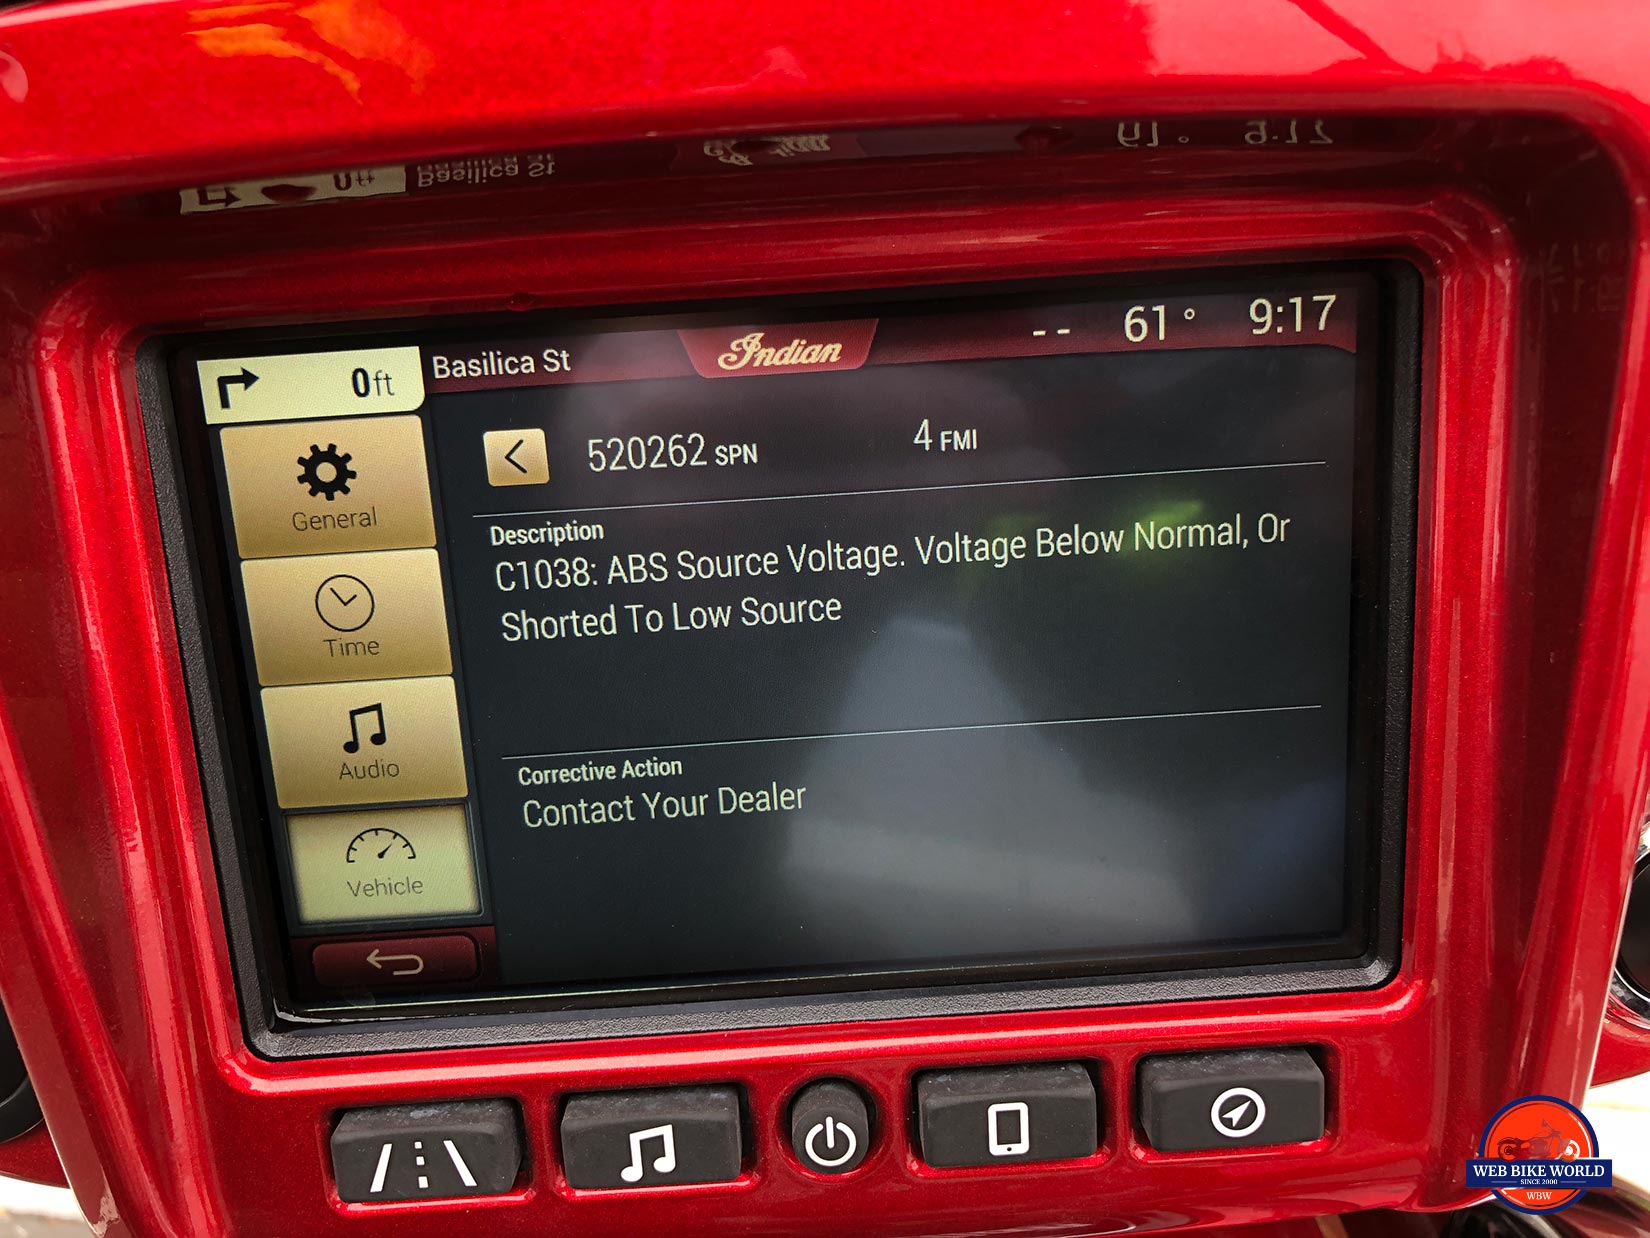 0ft
Basilica St
Indian
-- 61° 9:17
520262 SPN
4 FMI
General
Time
Audio
Vehicle
Description
C1038: ABS Source Voltage. Voltage Below Normal, Or
Shorted To Low Source
Corrective Action
Contact Your Dealer
WEB BIKE WORLD
SINCE 2000
WBW